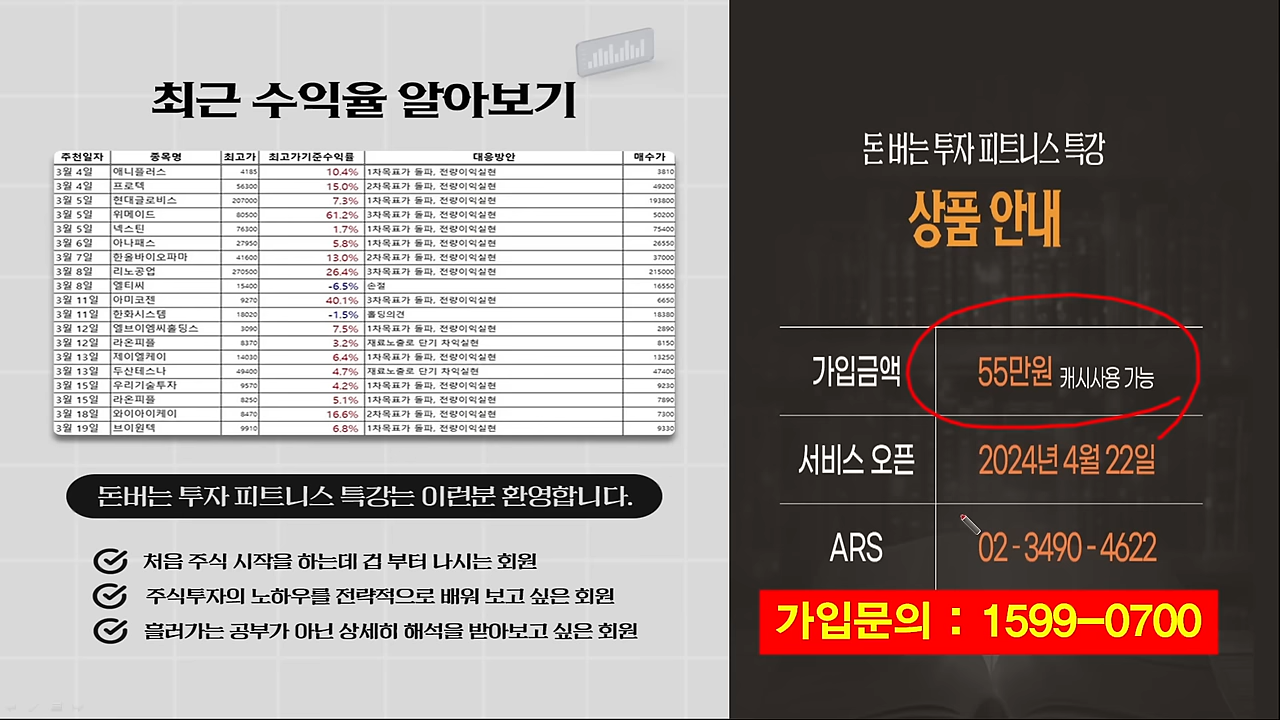 최근 수익율 알아보기
주천일자 종목명 최고가 최고가기준수익률 대응방안 매수가
3월 4일 애니플러스 4185 10.4% 1차목표가 돌파, 전량이익실현 3810
3월 4일 프로텍 56300 15.0% 2차목표가 돌파, 전량이익실현 49200
3월 5일 현대글로비스 207000 7.3% 1차목표가 돌파, 전량이익실현 193800
3월 5일 위메이드 80500 61.2% 3차목표가 돌파, 전량이익실현 50200
3월 5일 넥스틴 76300 1.7% 1차목표가 돌파, 전량이익실현 75400
3월 6일 아나패스 27950 5.8% 1차목표가 돌파, 전량이익실현 26550
3월 7일 한올바이오파마 41600 13.0% 2차목표가 돌파, 전량이익실현 37000
3월 8일 리노공업 270500 26.4% 3차목표가 돌파, 전량이익실현 215000
3월 8일 엘티씨 15400 -6.5% 손절 16550
3월 11일 아미코젠 9270 40.1% 3차목표가 돌파, 전량이익실현 6650
3월 11일 한화시스템 18020 -1.5% 홀딩의견 18380
3월 12일 엘브이엠씨홀딩스 3090 7.5% 1차목표가 돌파, 전량이익실현 2890
3월 12일 라온피플 8370 3.2% 재료노출로 단기 차익실현 8150
3월 13일 제이엘케이 14030 6.4% 1차목표가 돌파, 전량이익실현 13250
3월 13일 두산테스나 49400 4.7% 재료노출로 단기 차익실현 47400
3월 15일 우리기술투자 9570 4.2% 1차목표가 돌파, 전량이익실현 9230
3월 15일 라온피플 8250 5.1% 1차목표가 돌파, 전량이익실현 7890
3월 18일 와이아이케이 8470 16.6% 2차목표가 돌파, 전량이익실현 7300
3월 19일 브이원텍 9910 6.8% 1차목표가 돌파, 전량이익실현 9330
돈버는 투자 피트니스 특강는 이런분 환영합니다.
처음 주식 시작을 하는데 겁 부터 나시는 회원
주식투자의 노하우를 전략적으로 배워 보고 싶은 회원
흘러가는 공부가 아닌 상세히 해석을 받아보고 싶은 회원
돈 버는 투자 피트니스 특강
상품 안내
가입금액 55만원 캐시사용 가능
서비스 오픈 2024년 4월 22일
ARS 02-3490-4622
가입문의 : 1599-0700